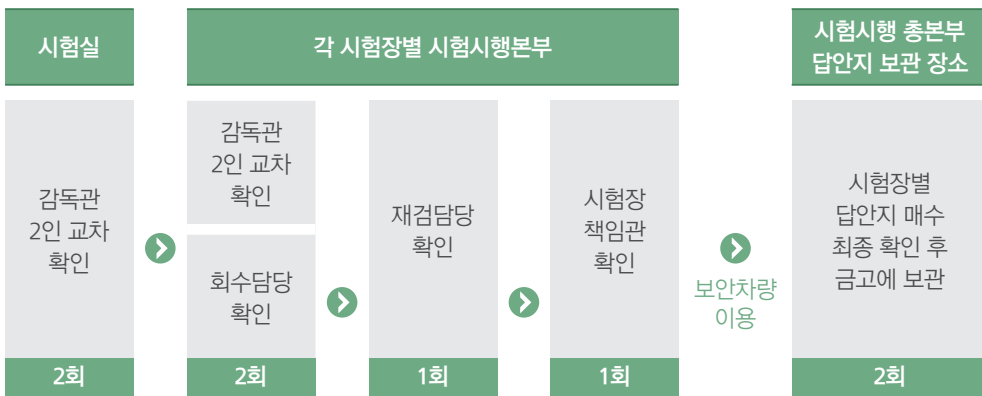 시험실
각 시험장별 시험시행본부
시험시행 총본부
답안지 보관 장소
감독관
2인 교차
확인
2회
감독관
2인 교차
확인
회수담당
확인
2회
재검담당
확인
1회
시험장
책임관
확인
1회
보안차량
이용
시험장별
답안지 매수
최종 확인 후
금고에 보관
2회